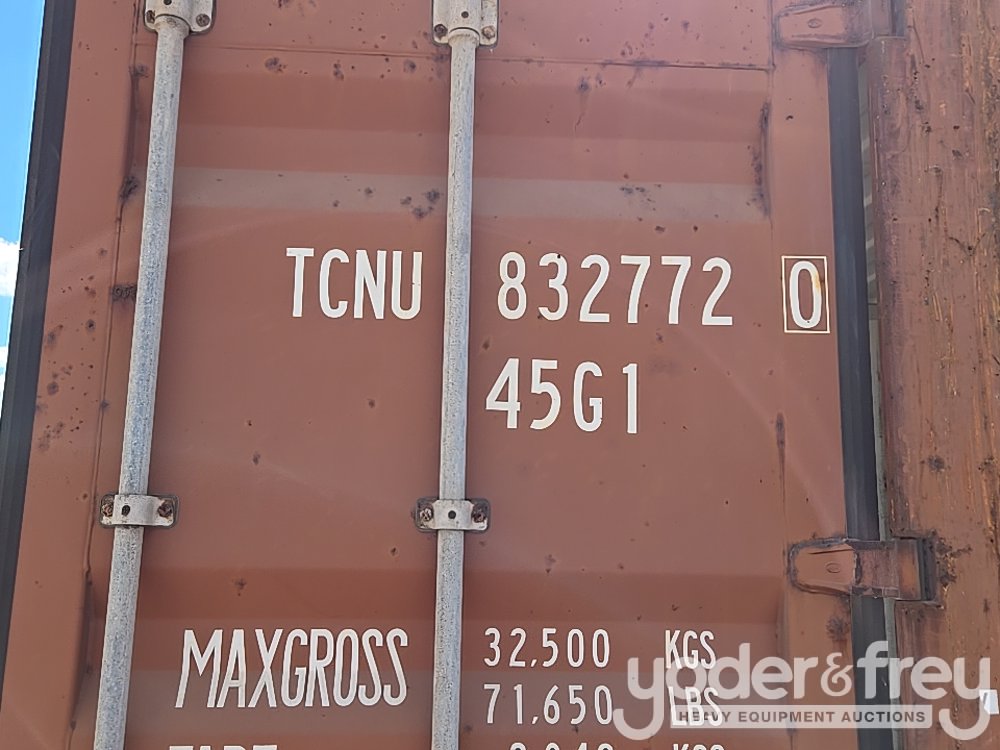 TCNU 832772 0
45G1
MAXGROSS 32,500 KGS
71,650 LBS
yoder&frey
HEAVY EQUIPMENT AUCTIONS